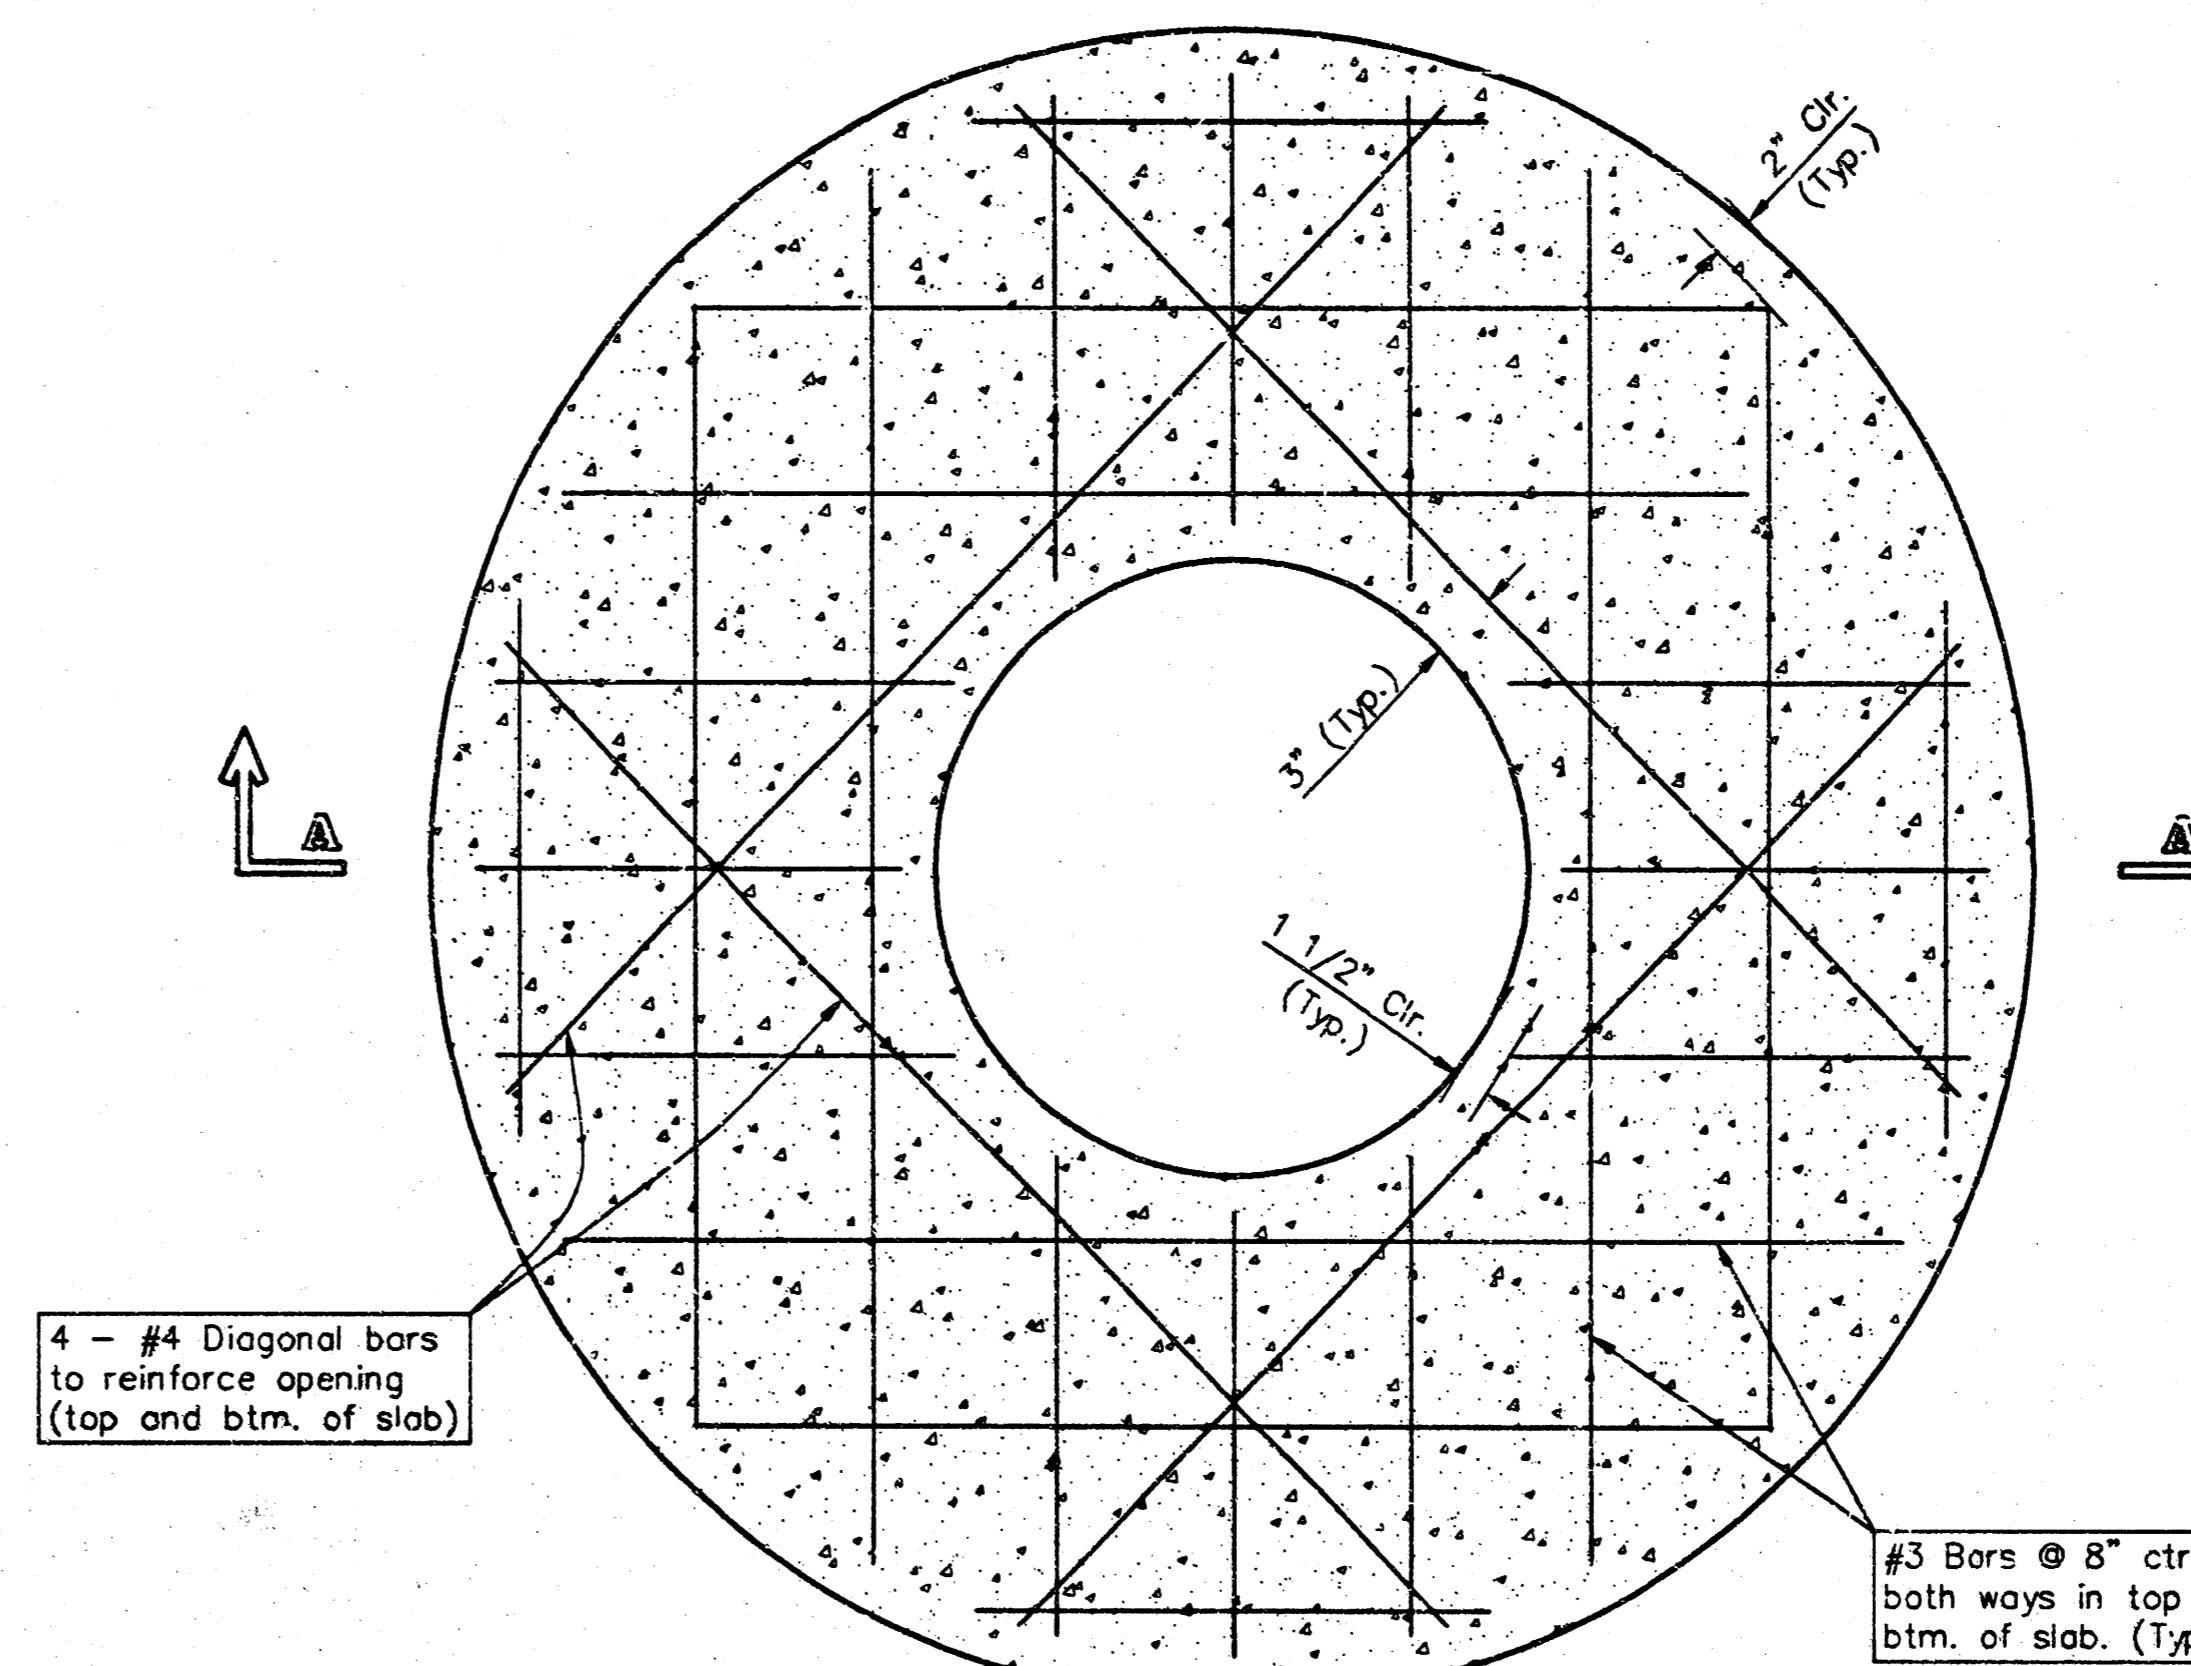 2" Clr.
(Typ.)
3" (Typ.)
A
A
1 1/2" Clr.
(Typ.)
4 – #4 Diagonal bars
to reinforce opening
(top and btm. of slab)
#3 Bars @ 8" ctr
both ways in top
btm. of slab. (Typ